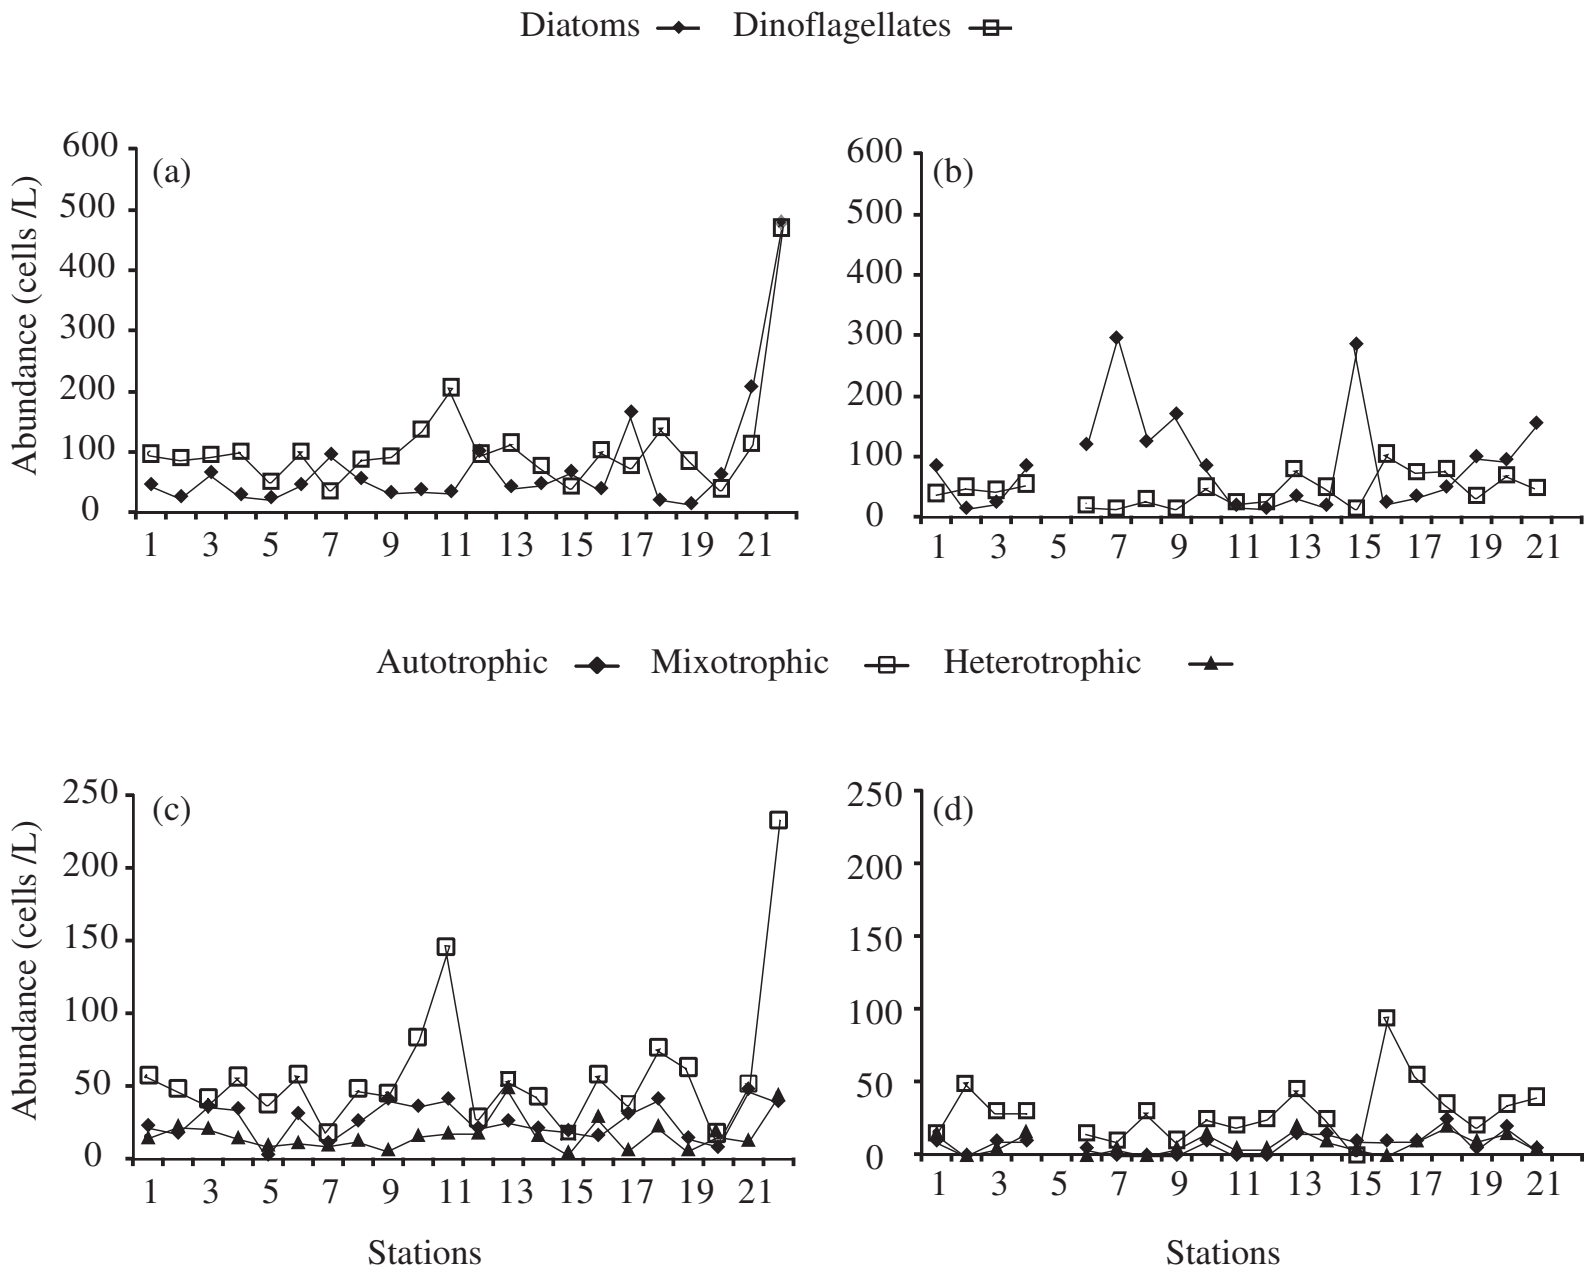 Diatoms Dinoflagellates
(a)
Abundance (cells /L)
600
500
400
300
200
100
0
1 3 5 7 9 11 13 15 17 19 21
(b)
600
500
400
300
200
100
0
1 3 5 7 9 11 13 15 17 19 21
Autotrophic Mixotrophic Heterotrophic
(c)
Abundance (cells /L)
250
200
150
100
50
0
1 3 5 7 9 11 13 15 17 19 21
Stations
(d)
250
200
150
100
50
0
1 3 5 7 9 11 13 15 17 19 21
Stations